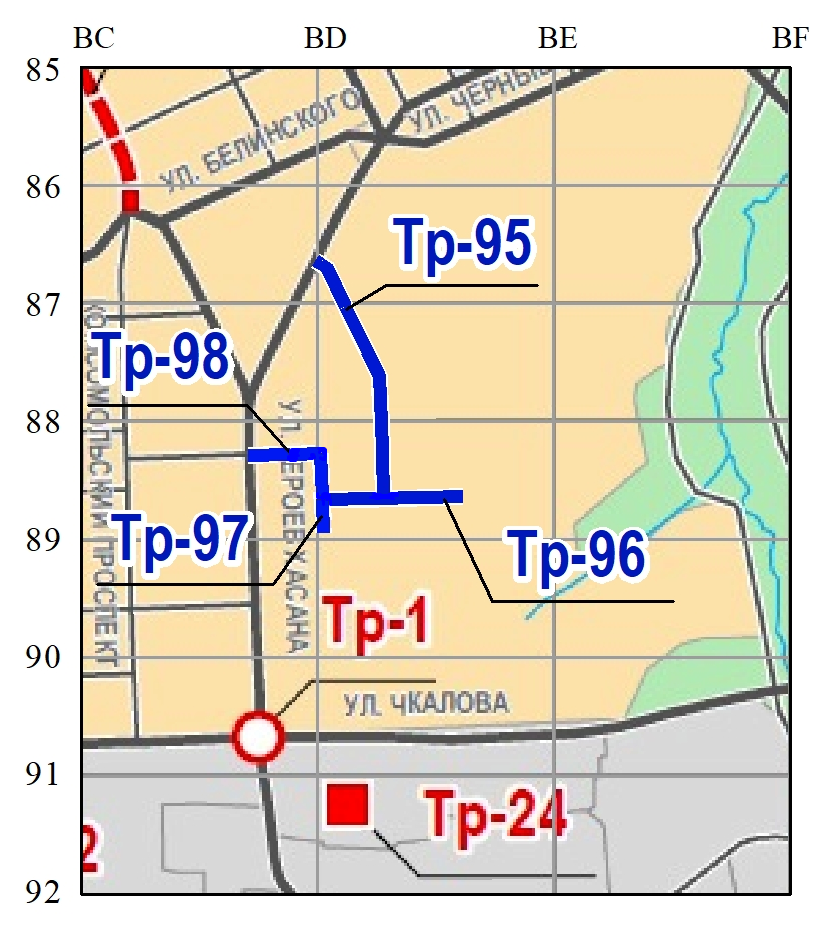 BC BD BE BF
85
УЛ. БЕЛИНСКОГО
УЛ. ЧЕРНЫ
86
Тр-95
87
Тр-98
88
УЛ. ГЕРОЕВ ХАСАНА
КОМСОМОЛЬСКИЙ ПРОСПЕКТ
Тр-97
89
Тр-96
Тр-1
90
УЛ. ЧКАЛОВА
91
Тр-24
2
92